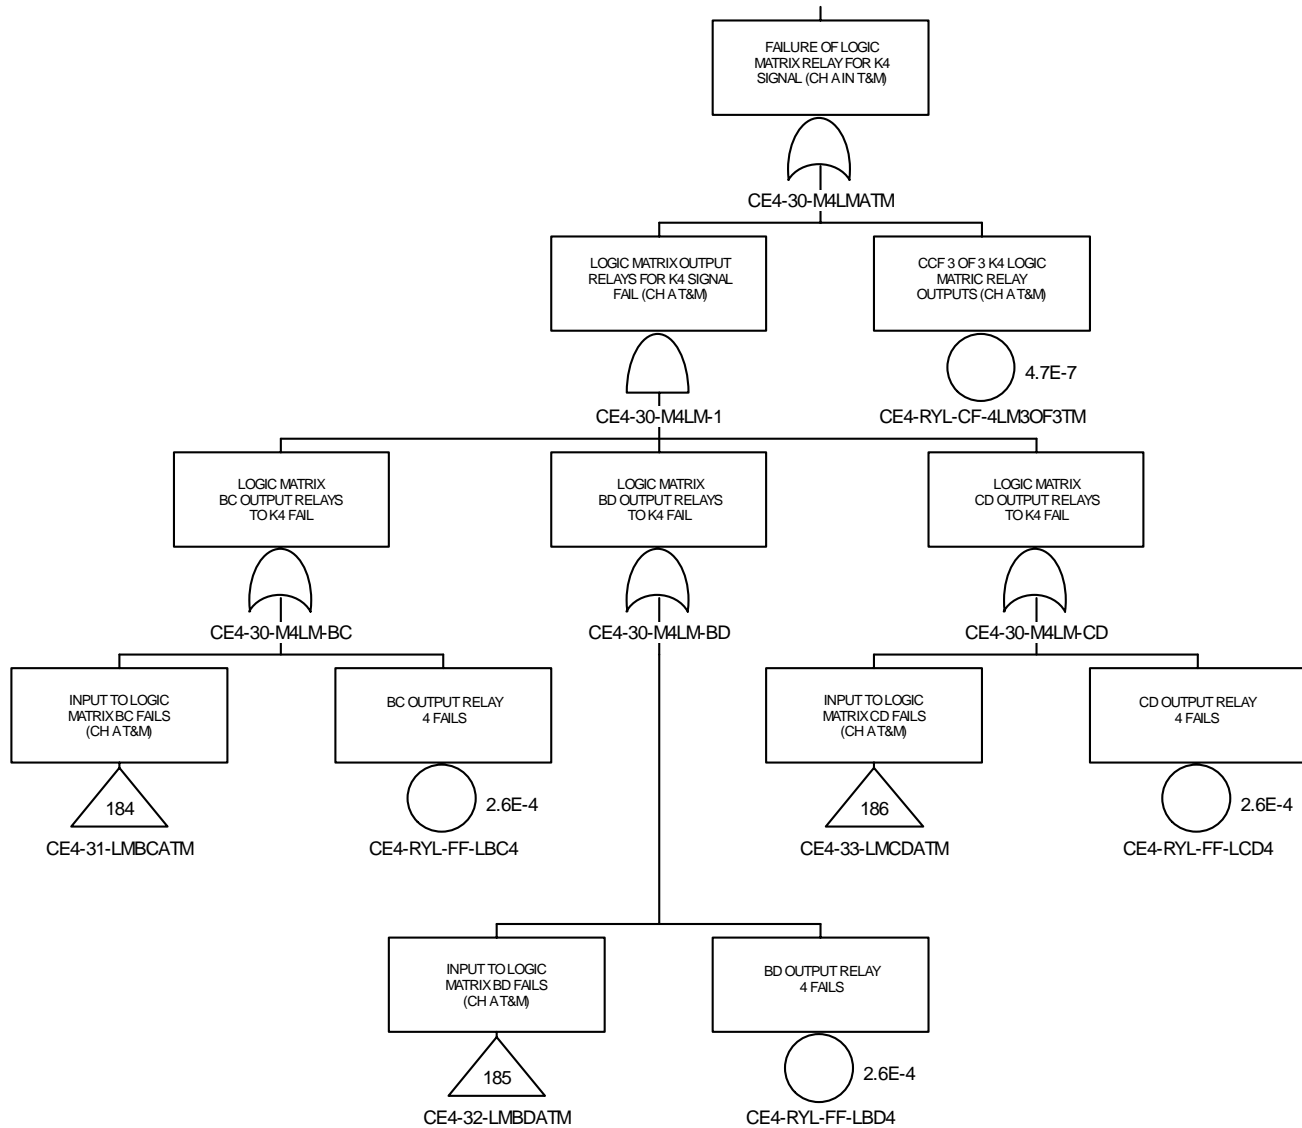 FAILURE OF LOGIC
MATRIX RELAY FOR K4
SIGNAL (CH A IN T&M)
CE4-30-M4LMATM
LOGIC MATRIX OUTPUT
RELAYS FOR K4 SIGNAL
FAIL (CH A T&M)
CCF 3 OF 3 K4 LOGIC
MATRIC RELAY
OUTPUTS (CH A T&M)
4.7E-7
CE4-30-M4LM-1
CE4-RYL-CF-4LM3OF3TM
LOGIC MATRIX
BC OUTPUT RELAYS
TO K4 FAIL
LOGIC MATRIX
BD OUTPUT RELAYS
TO K4 FAIL
LOGIC MATRIX
CD OUTPUT RELAYS
TO K4 FAIL
CE4-30-M4LM-BC
CE4-30-M4LM-BD
CE4-30-M4LM-CD
INPUT TO LOGIC
MATRIX BC FAILS
(CH A T&M)
BC OUTPUT RELAY
4 FAILS
INPUT TO LOGIC
MATRIX CD FAILS
(CH A T&M)
CD OUTPUT RELAY
4 FAILS
184
2.6E-4
186
2.6E-4
CE4-31-LMBCATM
CE4-RYL-FF-LBC4
CE4-33-LMCDATM
CE4-RYL-FF-LCD4
INPUT TO LOGIC
MATRIX BD FAILS
(CH A T&M)
BD OUTPUT RELAY
4 FAILS
185
2.6E-4
CE4-32-LMBDATM
CE4-RYL-FF-LBD4